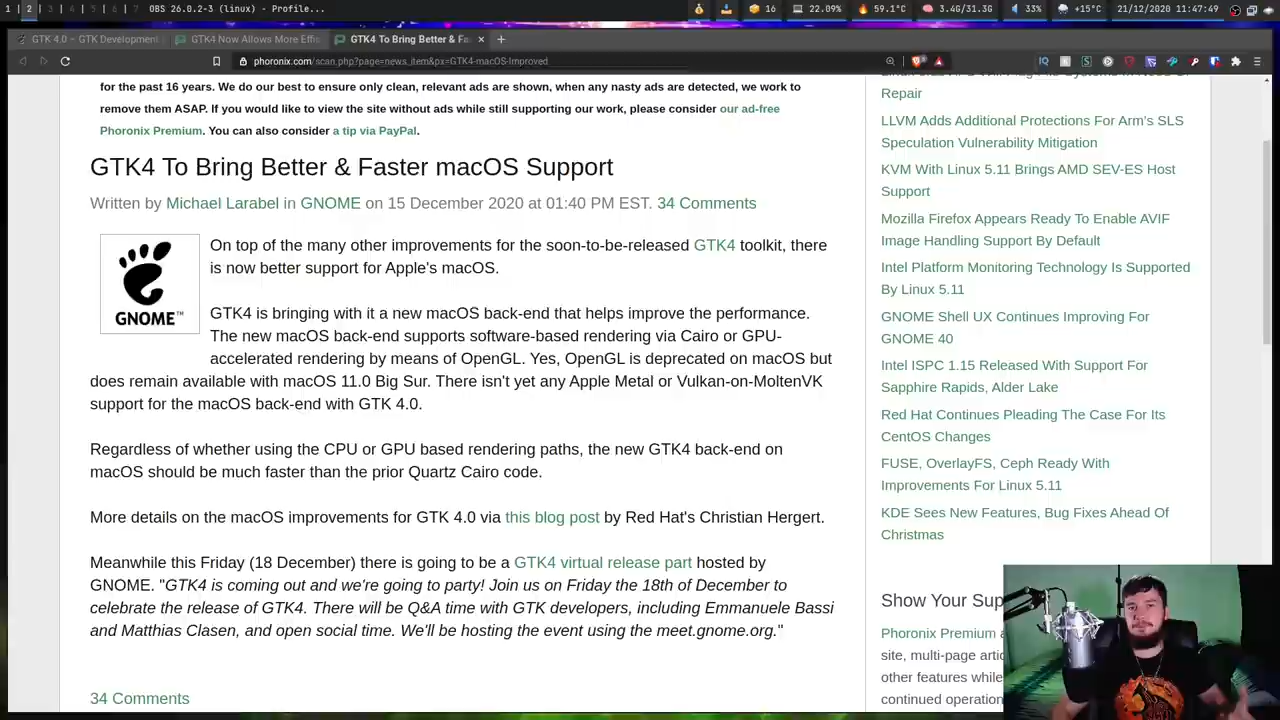 1 2 3 4 5 6 7 OBS 26.0.2-3 (linux) - Profile...
16 22.09% 59.1°C 3.4G/31.3G 33% +15°C 21/12/2020 11:47:49
GTK 4.0 – GTK Development
GTK Now Allows More Effi
GTK4 To Bring Better & Fa
phoronix.com/scan.php?page=news_item&px=GTK4-macOS-Improved
for the past 16 years. We do our best to ensure only clean, relevant ads are shown, when any nasty ads are detected, we work to
remove them ASAP. If you would like to view the site without ads while still supporting our work, please consider our ad-free
Phoronix Premium. You can also consider a tip via PayPal.
GTK4 To Bring Better & Faster macOS Support
Written by Michael Larabel in GNOME on 15 December 2020 at 01:40 PM EST. 34 Comments
GNOME™
On top of the many other improvements for the soon-to-be-released GTK4 toolkit, there
is now better support for Apple's macOS.
GTK4 is bringing with it a new macOS back-end that helps improve the performance.
The new macOS back-end supports software-based rendering via Cairo or GPU-
accelerated rendering by means of OpenGL. Yes, OpenGL is deprecated on macOS but
does remain available with macOS 11.0 Big Sur. There isn't yet any Apple Metal or Vulkan-on-MoltenVK
support for the macOS back-end with GTK 4.0.
Regardless of whether using the CPU or GPU based rendering paths, the new GTK4 back-end on
macOS should be much faster than the prior Quartz Cairo code.
More details on the macOS improvements for GTK 4.0 via this blog post by Red Hat's Christian Hergert.
Meanwhile this Friday (18 December) there is going to be a GTK4 virtual release part hosted by
GNOME. "GTK4 is coming out and we're going to party! Join us on Friday the 18th of December to
celebrate the release of GTK4. There will be Q&A time with GTK developers, including Emmanuele Bassi
and Matthias Clasen, and open social time. We'll be hosting the event using the meet.gnome.org."
34 Comments
Repair
LLVM Adds Additional Protections For Arm's SLS
Speculation Vulnerability Mitigation
KVM With Linux 5.11 Brings AMD SEV-ES Host
Support
Mozilla Firefox Appears Ready To Enable AVIF
Image Handling Support By Default
Intel Platform Monitoring Technology Is Supported
By Linux 5.11
GNOME Shell UX Continues Improving For
GNOME 40
Intel ISPC 1.15 Released With Support For
Sapphire Rapids, Alder Lake
Red Hat Continues Pleading The Case For Its
CentOS Changes
FUSE, OverlayFS, Ceph Ready With
Improvements For Linux 5.11
KDE Sees New Features, Bug Fixes Ahead Of
Christmas
Show Your Sup
Phoronix Premium a
site, multi-page artic
other features while
continued operation